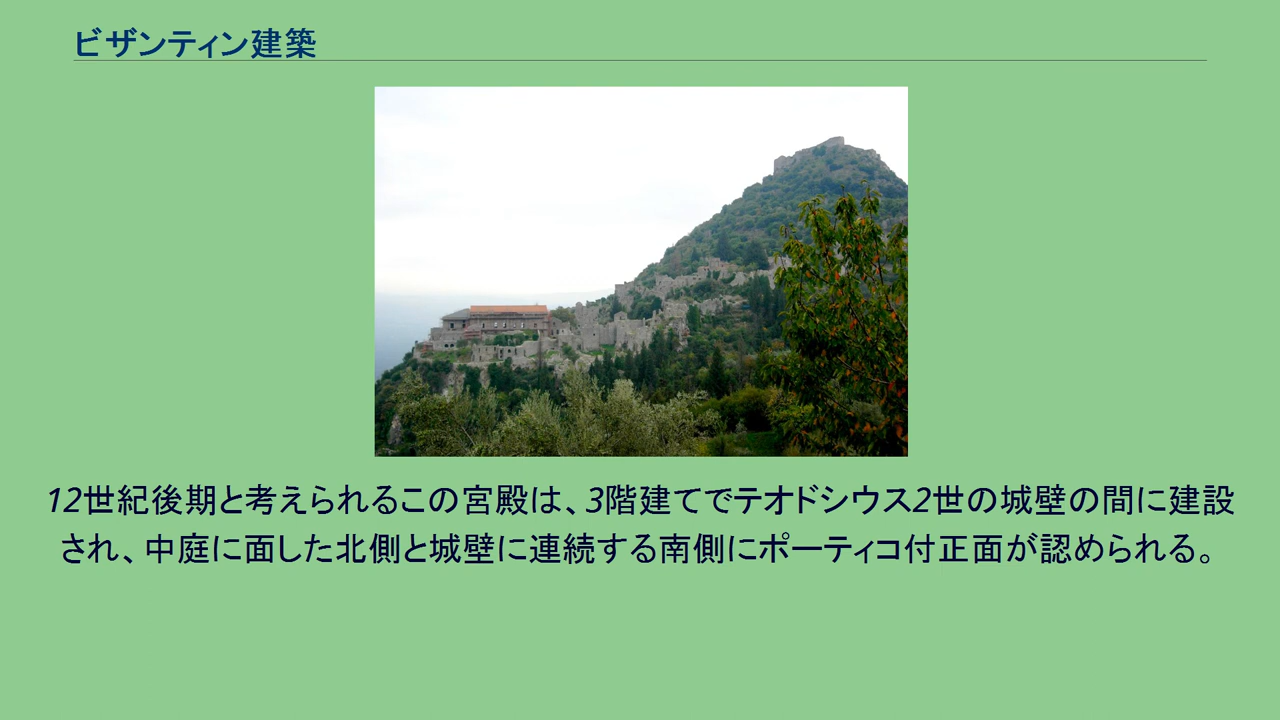 ビザンティン建築
12世紀後期と考えられるこの宮殿は、3階建てでテオドシウス2世の城壁の間に建設
され、中庭に面した北側と城壁に連続する南側にポーティコ付正面が認められる。